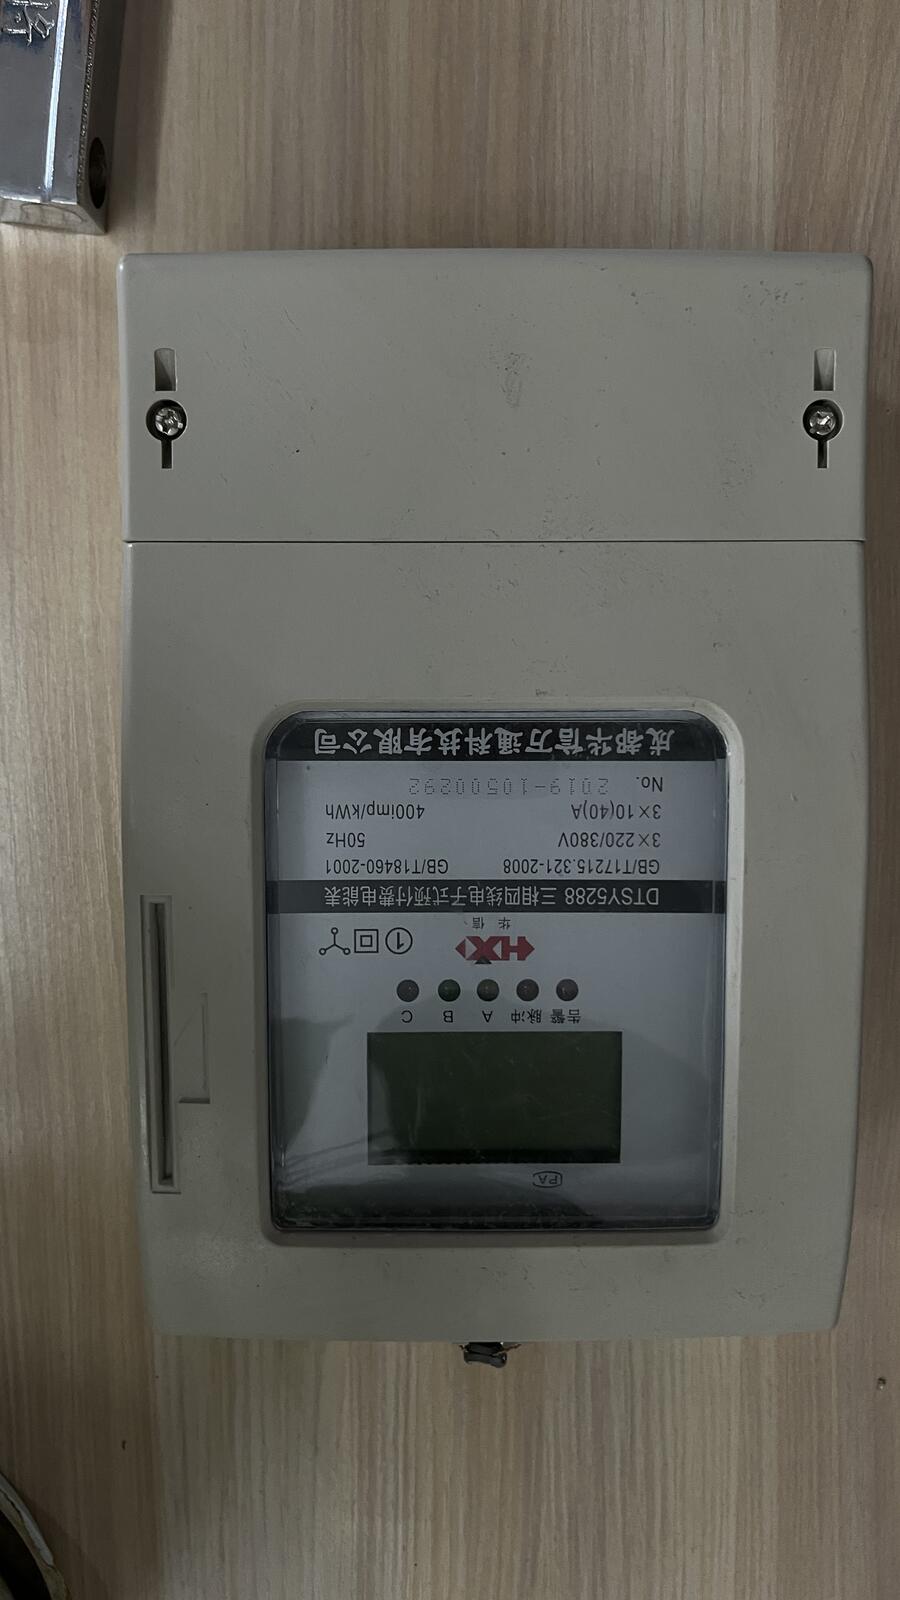 PA
告警 脉冲 A B C
HXI
华信
1
DTSY5288 三相四线电子式预付费电能表
GB/T17215.321-2008 GB/T18460-2001
3×220/380V 50Hz
3×10(40)A 400imp/kWh
No. 2019-10500292
成都华信万通科技有限公司